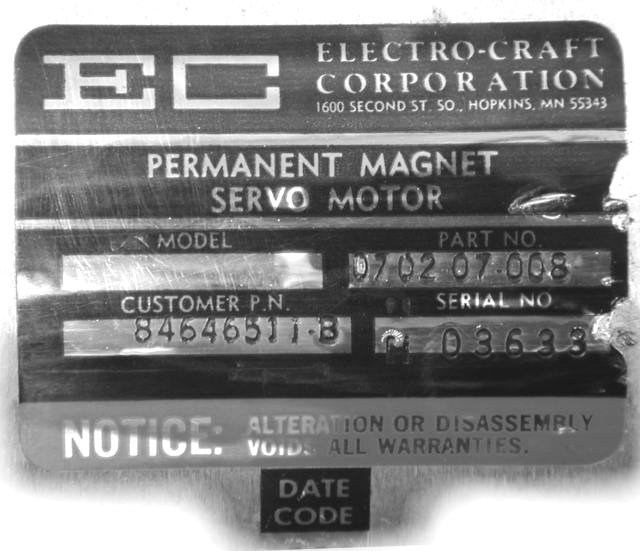 EC
ELECTRO-CRAFT
CORPORATION
1600 SECOND ST. SO., HOPKINS, MN 55343
PERMANENT MAGNET
SERVO MOTOR
MODEL
PART NO.
0702 07-008
CUSTOMER P.N.
SERIAL NO
84646511-B
03633
NOTICE: ALTERATION OR DISASSEMBLY
VOIDS ALL WARRANTIES.
DATE
CODE